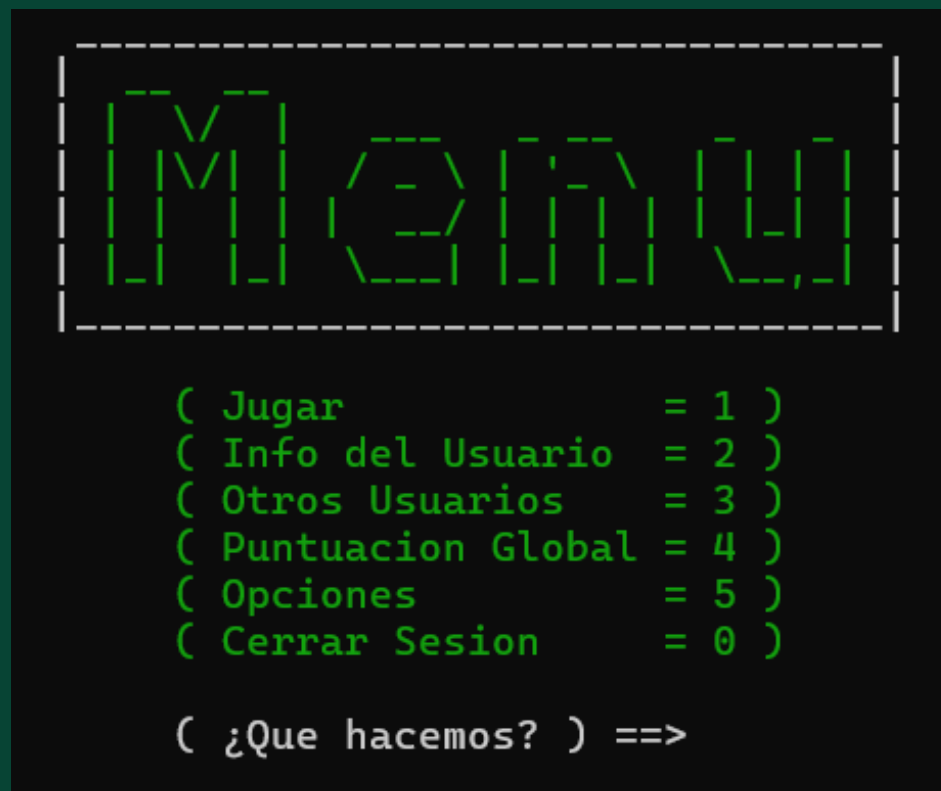 Menu
( Jugar = 1 )
( Info del Usuario = 2 )
( Otros Usuarios = 3 )
( Puntuacion Global = 4 )
( Opciones = 5 )
( Cerrar Sesion = 0 )
( ¿Que hacemos? ) ==>